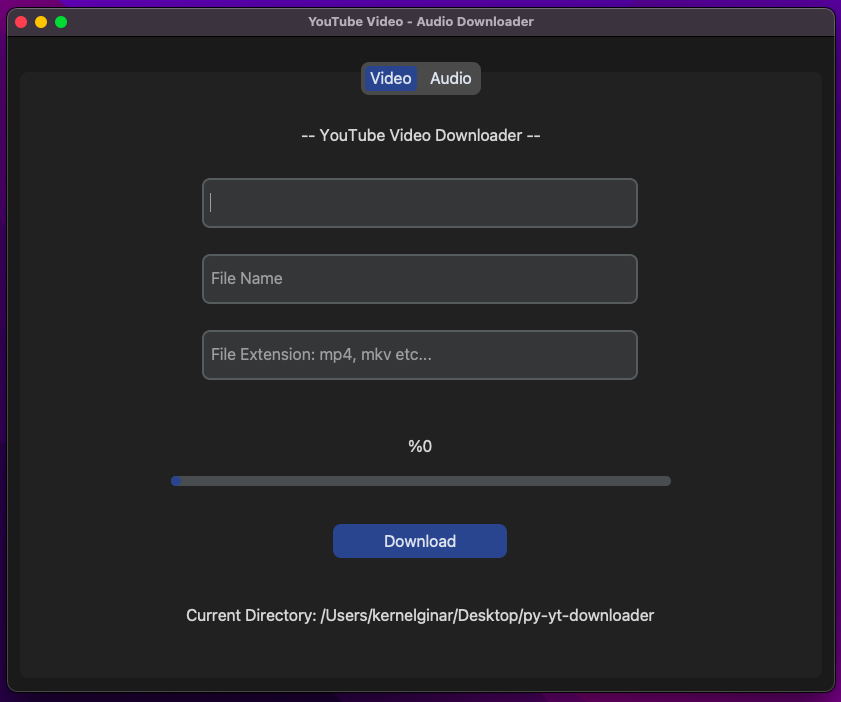 YouTube Video - Audio Downloader
Video Audio
-- YouTube Video Downloader --
File Name
File Extension: mp4, mkv etc...
%0
Download
Current Directory: /Users/kernelginar/Desktop/py-yt-downloader